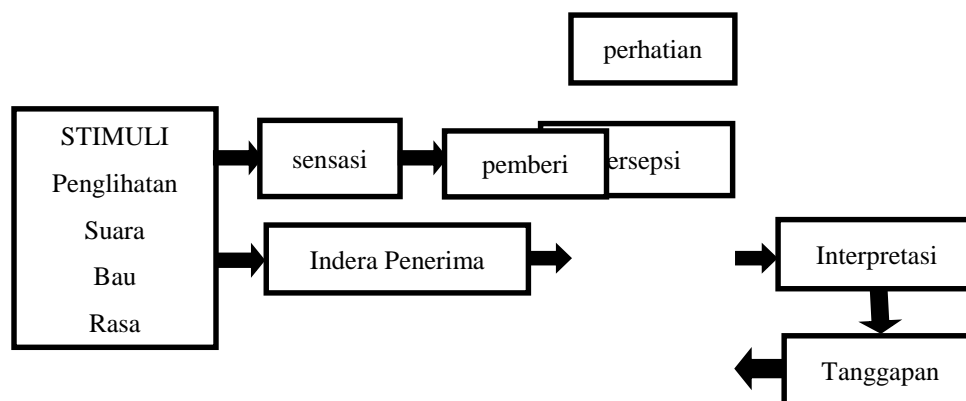 perhatian
STIMULI
Penglihatan
Suara
Bau
Rasa
sensasi
pemberi
ersepsi
Indera Penerima
Interpretasi
Tanggapan